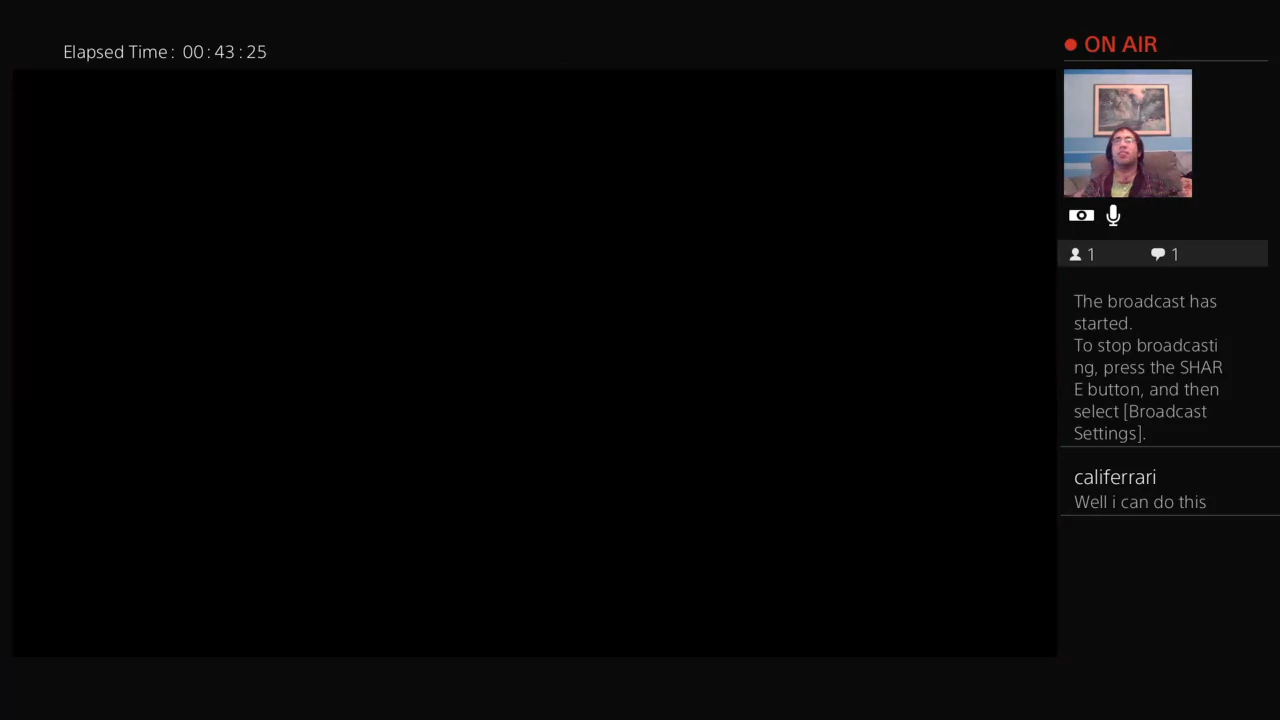 Elapsed Time: 00:43:25
ON AIR
1 1
The broadcast has
started.
To stop broadcasti
ng, press the SHAR
E button, and then
select [Broadcast
Settings].
califerrari
Well i can do this